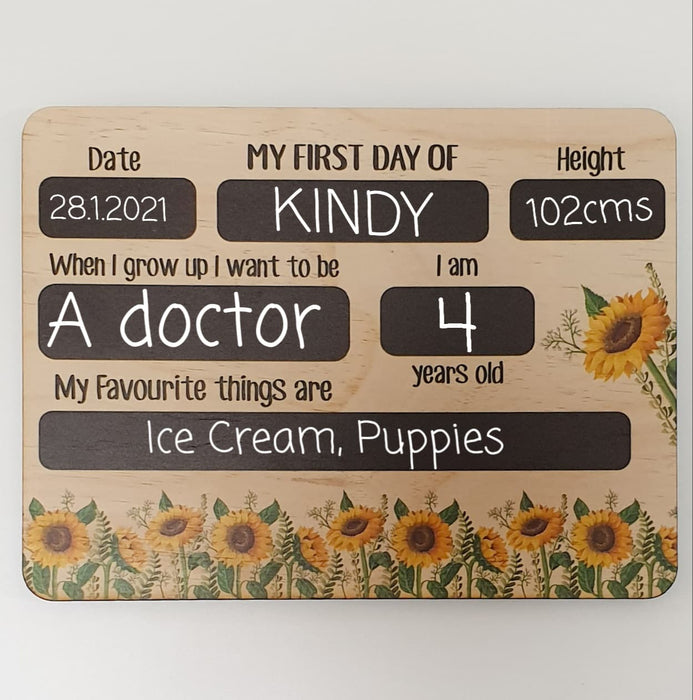 Date MY FIRST DAY OF Height
28.1.2021 KINDY 102cms
When I grow up I want to be I am
A doctor 4
years old
My Favourite things are
Ice Cream, Puppies